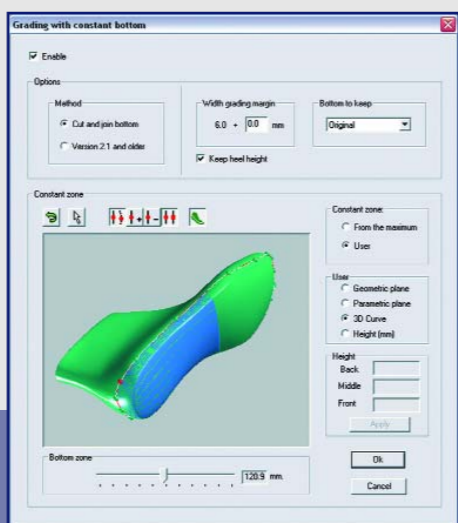 Grading with constant bottom
Enable
Options
Method
Cut and join bottom
Version 2.1 and older
Width grading margin
6.0 + 0.0 mm
Keep heel height
Bottom to keep
Original
Constant zone
Constant zone:
From the maximum
User
User
Geometric plane
Parametric plane
3D Curve
Height (mm)
Height
Back
Middle
Front
Apply
Bottom zone
120.9 mm.
Ok
Cancel